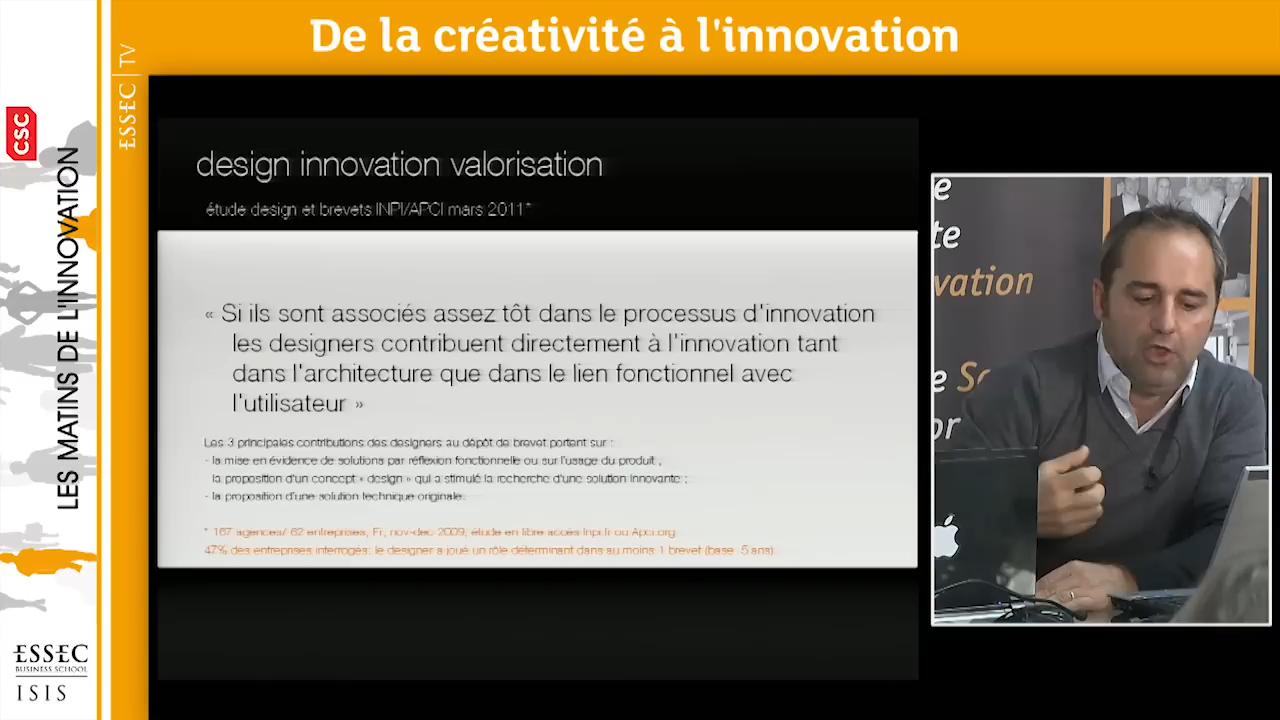 De la créativité à l'innovation
ESSEC | TV
CSC
LES MATINS DE L'INNOVATION
design innovation valorisation
étude design et brevets INPI/APCI mars 2011*
« Si ils sont associés assez tôt dans le processus d'innovation
les designers contribuent directement à l'innovation tant
dans l'architecture que dans le lien fonctionnel avec
l'utilisateur »
Les 3 principales contributions des designers au dépôt de brevet portent sur :
- la mise en évidence de solutions par réflexion fonctionnelle ou sur l'usage du produit ;
la proposition d'un concept « design » qui a stimulé la recherche d'une solution innovante ;
- la proposition d'une solution technique originale.
* 167 agences/ 62 entreprises, Fr, nov-dec 2009, étude en libre accès Inpi.fr ou Apci.org
47% des entreprises interrogés: le designer a joué un rôle déterminant dans au moins 1 brevet (base 5 ans)
e
te
vation
e
or
ESSEC
BUSINESS SCHOOL
ISIS